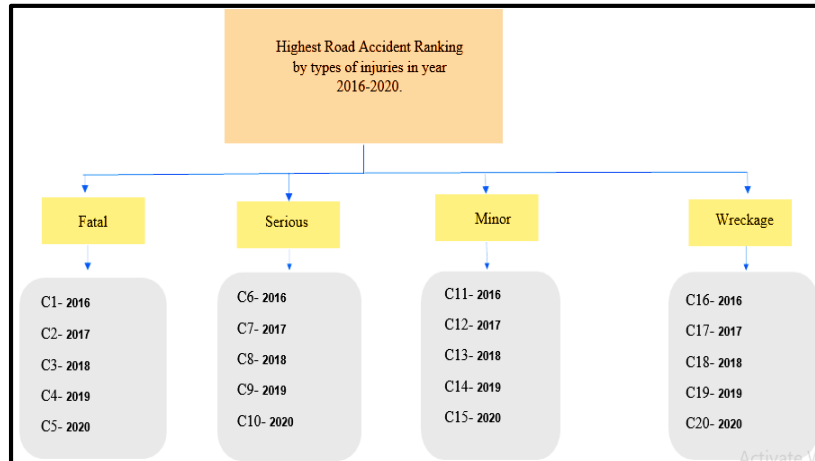 Highest Road Accident Ranking
by types of injuries in year
2016-2020.
Fatal
Serious
Minor
Wreckage
C1- 2016
C2- 2017
C3- 2018
C4- 2019
C5- 2020
C6- 2016
C7- 2017
C8- 2018
C9- 2019
C10- 2020
C11- 2016
C12- 2017
C13- 2018
C14- 2019
C15- 2020
C16- 2016
C17- 2017
C18- 2018
C19- 2019
C20- 2020
Activate